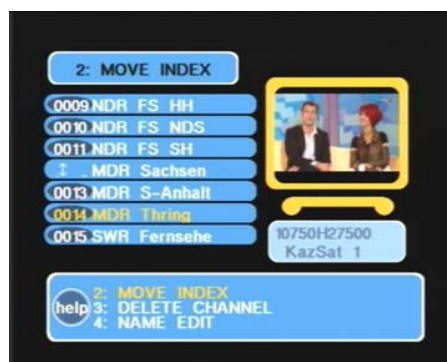 2: MOVE INDEX
0009 NDR FS HH
0010 NDR FS NDS
0011 NDR FS SH
MDR Sachsen
0013 MDR S-Anhalt
0014 MDR Thring
0015 SWR Fernsehe
10750H27500
KazSat 1
help
2: MOVE INDEX
3: DELETE CHANNEL
4: NAME EDIT